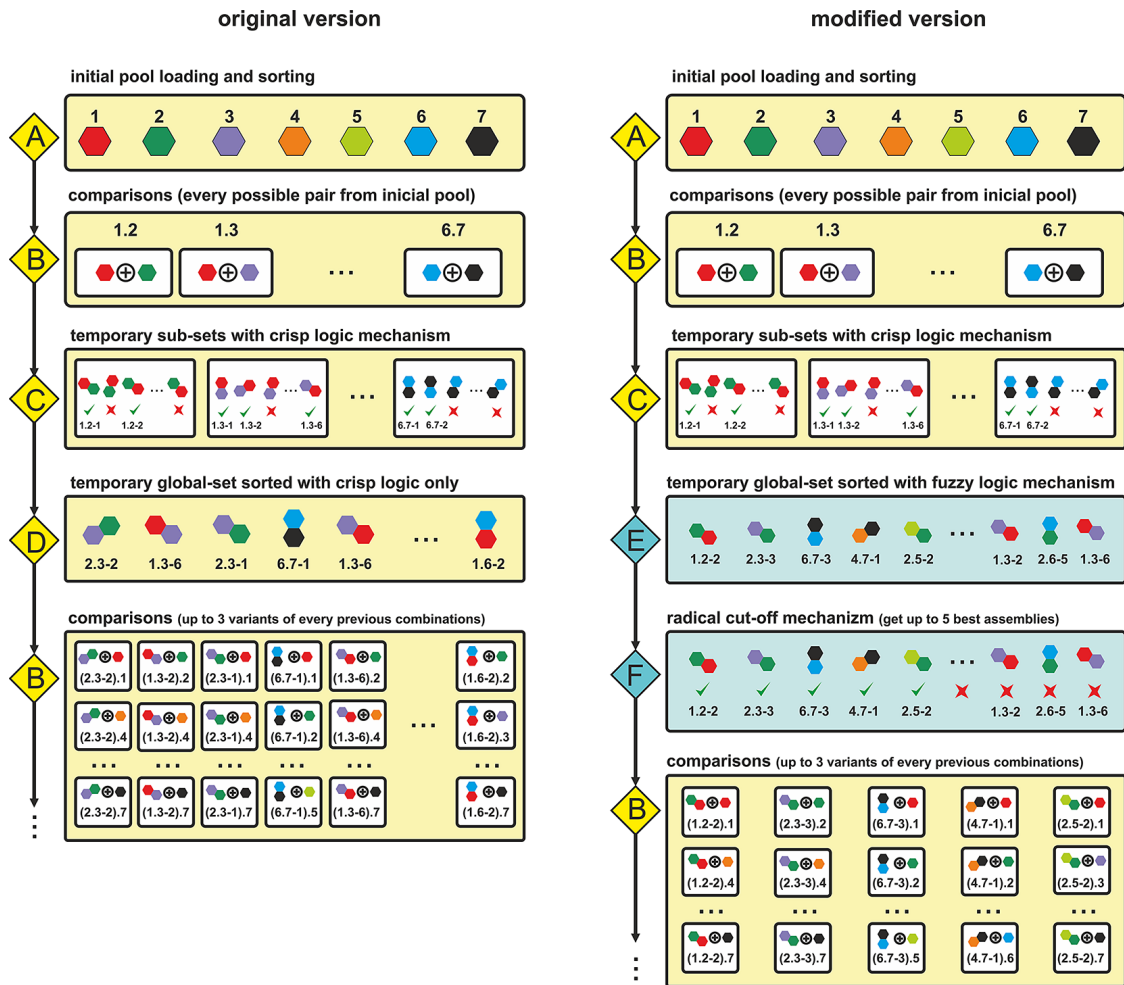 original version
initial pool loading and sorting
A
1 2 3 4 5 6 7
comparisons (every possible pair from inicial pool)
B
1.2 1.3 6.7
...
temporary sub-sets with crisp logic mechanism
C
... ... ... ...
1.2-1 1.2-2 1.3-1 1.3-2 1.3-6 6.7-1 6.7-2
temporary global-set sorted with crisp logic only
D
...
2.3-2 1.3-6 2.3-1 6.7-1 1.3-6 1.6-2
comparisons (up to 3 variants of every previous combinations)
B
(2.3-2).1 (1.3-2).2 (2.3-1).1 (6.7-1).1 (1.3-6).2 (1.6-2).2
...
(2.3-2).4 (1.3-2).4 (2.3-1).4 (6.7-1).2 (1.3-6).4 (1.6-2).3
... ... ... ... ... ...
(2.3-2).7 (1.3-2).7 (2.3-1).7 (6.7-1).5 (1.3-6).7 (1.6-2).7
...
modified version
initial pool loading and sorting
A
1 2 3 4 5 6 7
comparisons (every possible pair from inicial pool)
B
1.2 1.3 6.7
...
temporary sub-sets with crisp logic mechanism
C
... ... ... ...
1.2-1 1.2-2 1.3-1 1.3-2 1.3-6 6.7-1 6.7-2
temporary global-set sorted with fuzzy logic mechanism
E
...
1.2-2 2.3-3 6.7-3 4.7-1 2.5-2 1.3-2 2.6-5 1.3-6
radical cut-off mechanizm (get up to 5 best assemblies)
F
...
1.2-2 2.3-3 6.7-3 4.7-1 2.5-2 1.3-2 2.6-5 1.3-6
comparisons (up to 3 variants of every previous combinations)
B
(1.2-2).1 (2.3-3).2 (6.7-3).1 (4.7-1).1 (2.5-2).1
(1.2-2).4 (2.3-3).4 (6.7-3).2 (4.7-1).2 (2.5-2).3
... ... ... ... ...
(1.2-2).7 (2.3-3).7 (6.7-3).5 (4.7-1).6 (2.5-2).7
...